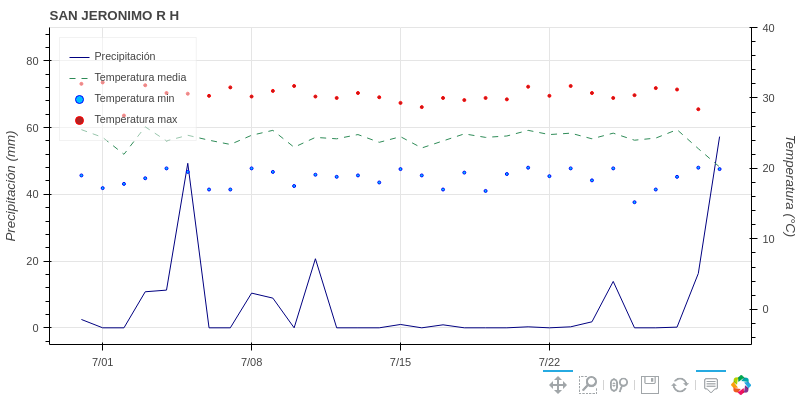 SAN JERONIMO R H
Precipitación
Temperatura media
Temperatura min
Temperatura max
Precipitación (mm)
80
60
40
20
0
Temperatura (°C)
40
30
20
10
0
7/01
7/08
7/15
7/22